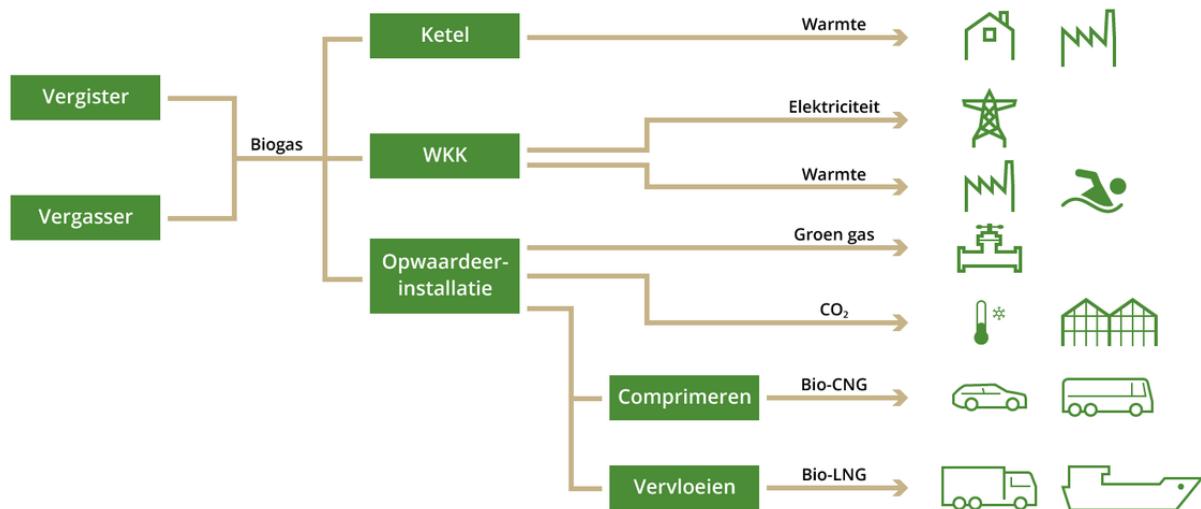 Ketel
Warmte
Vergister
Elektriciteit
Biogas
WKK
Warmte
Vergasser
Groen gas
Opwaardeer-
installatie
CO₂
Comprimeren
Bio-CNG
Vervloeien
Bio-LNG